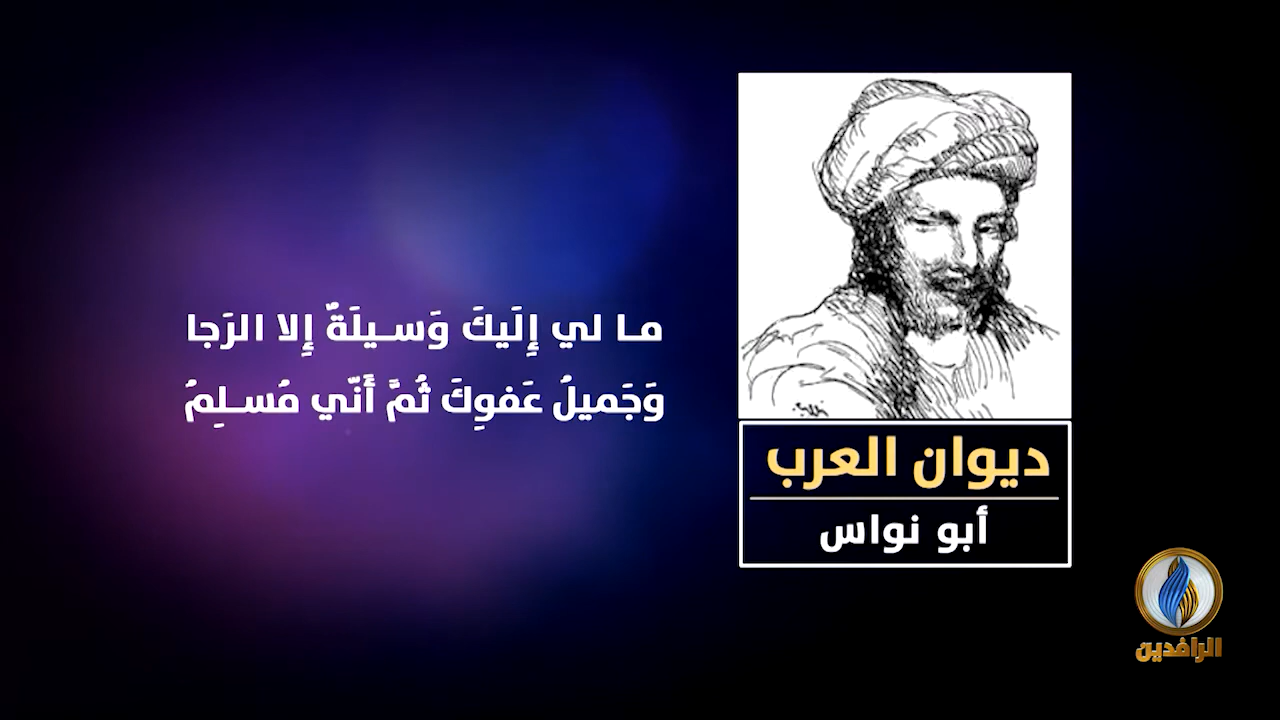 ما لي إِلَيكَ وَسيلَةٌ إِلا الرَجا
وَجَميلُ عَفوِكَ ثُمَّ أَنّي مُسلِمُ
ديوان العرب
أبو نواس
الرافدين